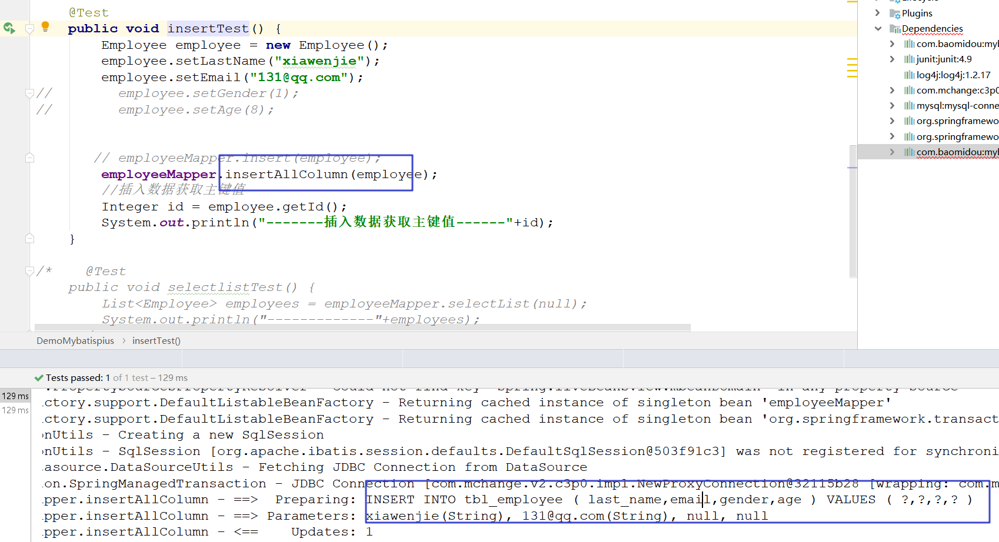 @Test
public void insertTest() {
Employee employee = new Employee();
employee.setLastName("xiawenjie");
employee.setEmail("131@qq.com");
// employee.setGender(1);
// employee.setAge(8);
// employeeMapper.insert(employee);
employeeMapper.insertAllColumn(employee);
//插入数据获取主键值
Integer id = employee.getId();
System.out.println("-------插入数据获取主键值------"+id);
}
/* @Test
public void selectlistTest() {
List<Employee> employees = employeeMapper.selectList(null);
System.out.println("-------------"+employees);
DemoMybatispius › insertTest()
Plugins
Dependencies
com.baomidou:myb
junit:junit:4.9
log4j:log4j:1.2.17
com.mchange:c3p0
mysql:mysql-conne
org.springframewo
org.springframewo
com.baomidou:myb
Tests passed: 1 of 1 test – 129 ms
129 ms
129 ms
ctory.support.DefaultListableBeanFactory - Returning cached instance of singleton bean 'employeeMapper'
ctory.support.DefaultListableBeanFactory - Returning cached instance of singleton bean 'org.springframework.transact
onUtils - Creating a new SqlSession
onUtils - SqlSession [org.apache.ibatis.session.defaults.DefaultSqlSession@503f91c3] was not registered for synchroni
asource.DataSourceUtils - Fetching JDBC Connection from DataSource
ion.SpringManagedTransaction - JDBC Connection [com.mchange.v2.c3p0.impl.NewProxyConnection@32115b28 [wrapping: com.m
pper.insertAllColumn - ==>  Preparing: INSERT INTO tbl_employee ( last_name,email,gender,age ) VALUES ( ?,?,?,? )
pper.insertAllColumn - ==> Parameters: xiawenjie(String), 131@qq.com(String), null, null
pper.insertAllColumn - <==    Updates: 1